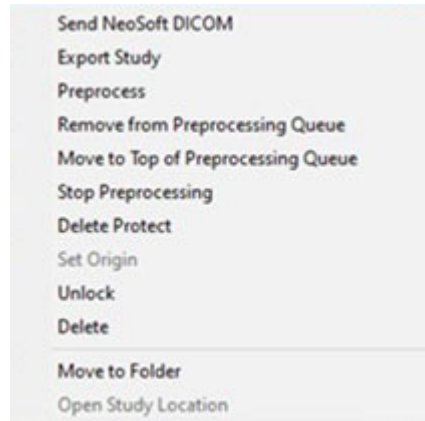 Send NeoSoft DICOM
Export Study
Preprocess
Remove from Preprocessing Queue
Move to Top of Preprocessing Queue
Stop Preprocessing
Delete Protect
Set Origin
Unlock
Delete
Move to Folder
Open Study Location